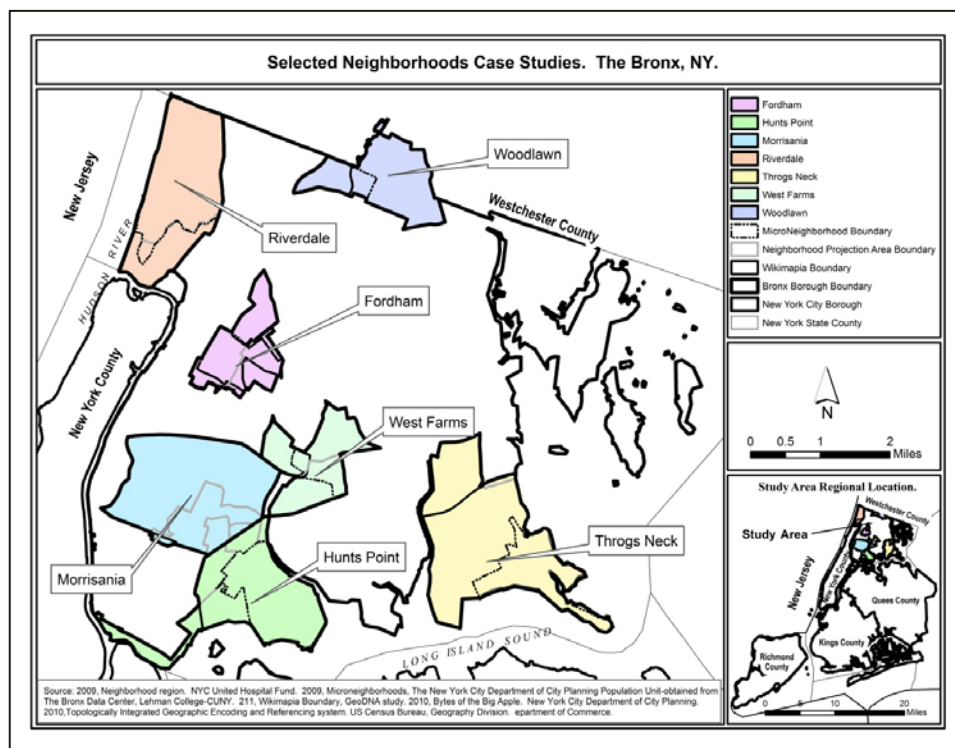 Selected Neighborhoods Case Studies. The Bronx, NY.
New Jersey
HUDSON RIVER
New York County
Westchester County
Woodlawn
Riverdale
Fordham
West Farms
Morrisania
Hunts Point
Throgs Neck
LONG ISLAND SOUND
Source: 2009, Neighborhood region. NYC United Hospital Fund. 2009, Microneighborhoods, The New York City Department of City Planning Population Unit-obtained from
The Bronx Data Center, Lehman College-CUNY. 211, Wikimapia Boundary, GeoDNA study. 2010, Bytes of the Big Apple. New York City Department of City Planning.
2010,Topologically Integrated Geographic Encoding and Referencing system. US Census Bureau, Geography Division. epartment of Commerce.
Fordham
Hunts Point
Morrisania
Riverdale
Throgs Neck
West Farms
Woodlawn
MicroNeighborhood Boundary
Neighborhood Projection Area Boundary
Wikimapia Boundary
Bronx Borough Boundary
New York City Borough
New York State County
N
0 0.5 1 2
Miles
Study Area Regional Location.
Westchester County
Study Area
New Jersey
New York County
Quees County
Kings County
Richmond
County
0 5 10 20
Miles